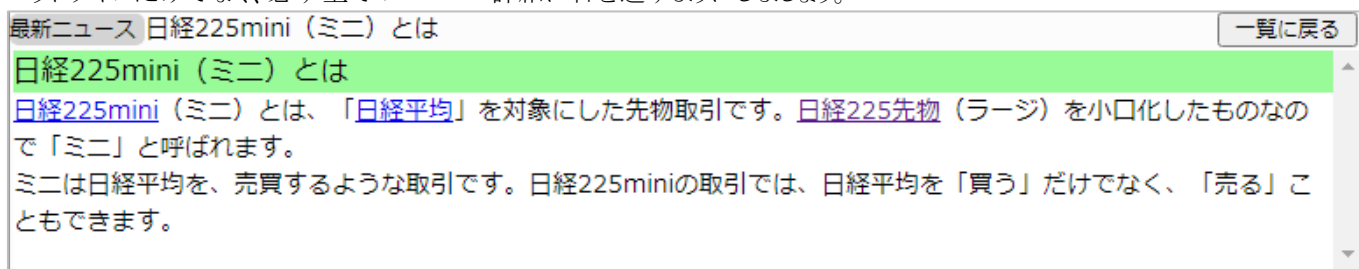 最新ニュース 日経225mini（ミニ）とは
一覧に戻る
日経225mini（ミニ）とは
日経225mini（ミニ）とは、「日経平均」を対象にした先物取引です。日経225先物（ラージ）を小口化したものなの
で「ミニ」と呼ばれます。
ミニは日経平均を、売買するような取引です。日経225miniの取引では、日経平均を「買う」だけでなく、「売る」こ
ともできます。